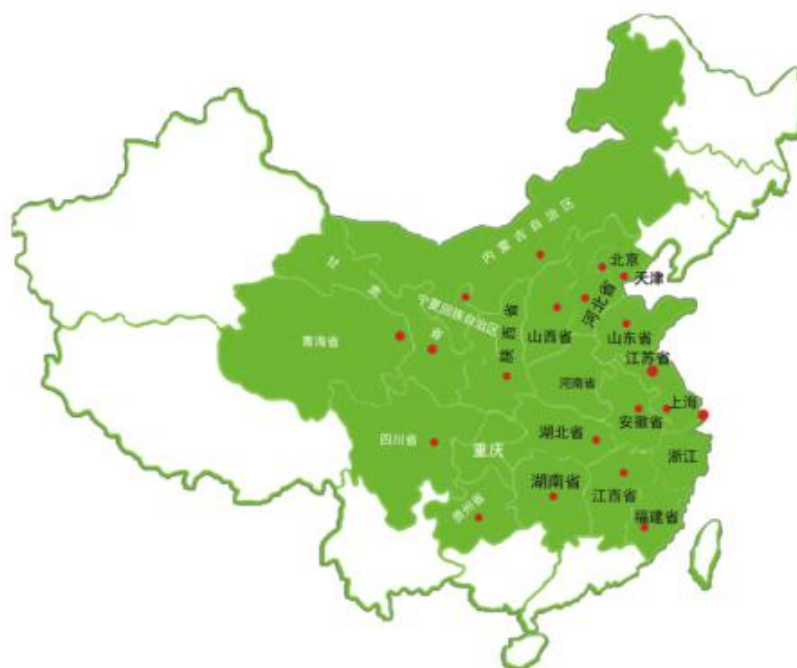 内蒙古自治区
北京
天津
甘肃省
宁夏回族自治区
陕西省
河北省
山西省
山东省
青海省
江苏省
河南省
上海
安徽省
四川省
重庆
湖北省
浙江
湖南省
江西省
贵州省
福建省